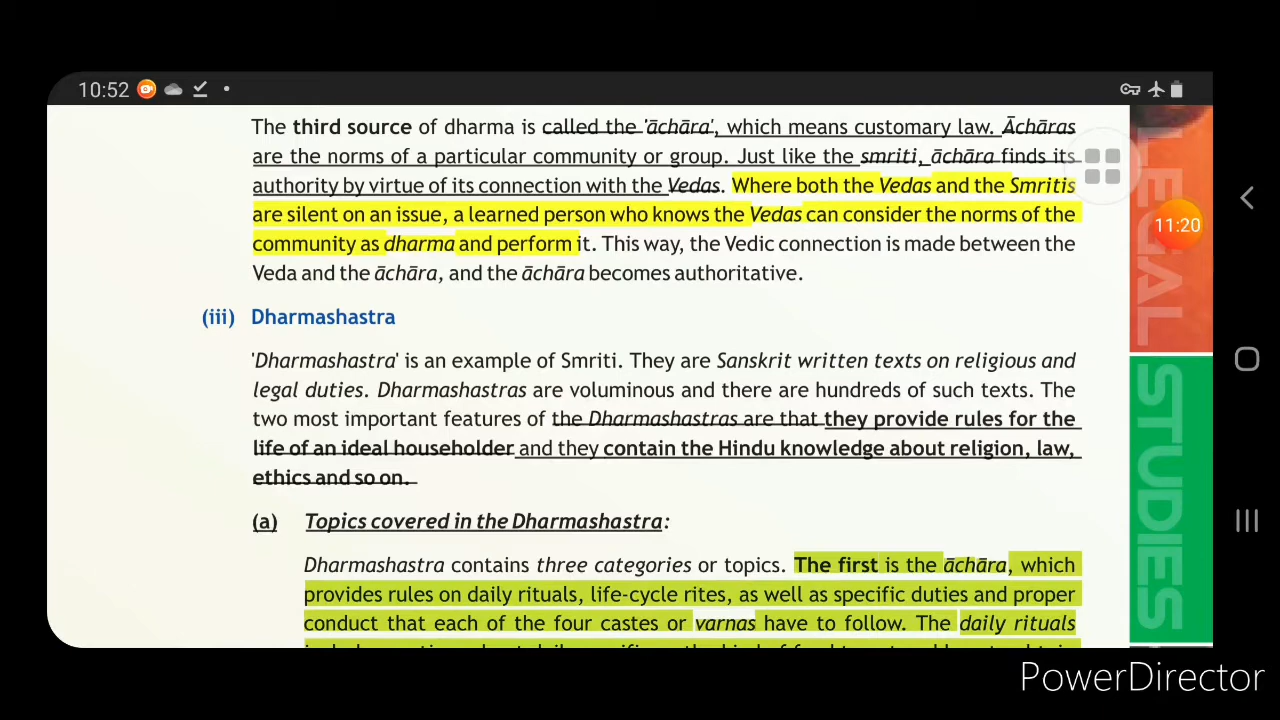 10:52
The third source of dharma is called the 'āchāra', which means customary law. Āchāras
are the norms of a particular community or group. Just like the smriti, āchāra finds its
authority by virtue of its connection with the Vedas. Where both the Vedas and the Smritis
are silent on an issue, a learned person who knows the Vedas can consider the norms of the
community as dharma and perform it. This way, the Vedic connection is made between the
Veda and the āchāra, and the āchāra becomes authoritative.
(iii) Dharmashastra
'Dharmashastra' is an example of Smriti. They are Sanskrit written texts on religious and
legal duties. Dharmashastras are voluminous and there are hundreds of such texts. The
two most important features of the Dharmashastras are that they provide rules for the
life of an ideal householder and they contain the Hindu knowledge about religion, law,
ethics and so on.
(a) Topics covered in the Dharmashastra:
Dharmashastra contains three categories or topics. The first is the āchāra, which
provides rules on daily rituals, life-cycle rites, as well as specific duties and proper
conduct that each of the four castes or varnas have to follow. The daily rituals
LEGAL STUDIES
11:20
PowerDirector